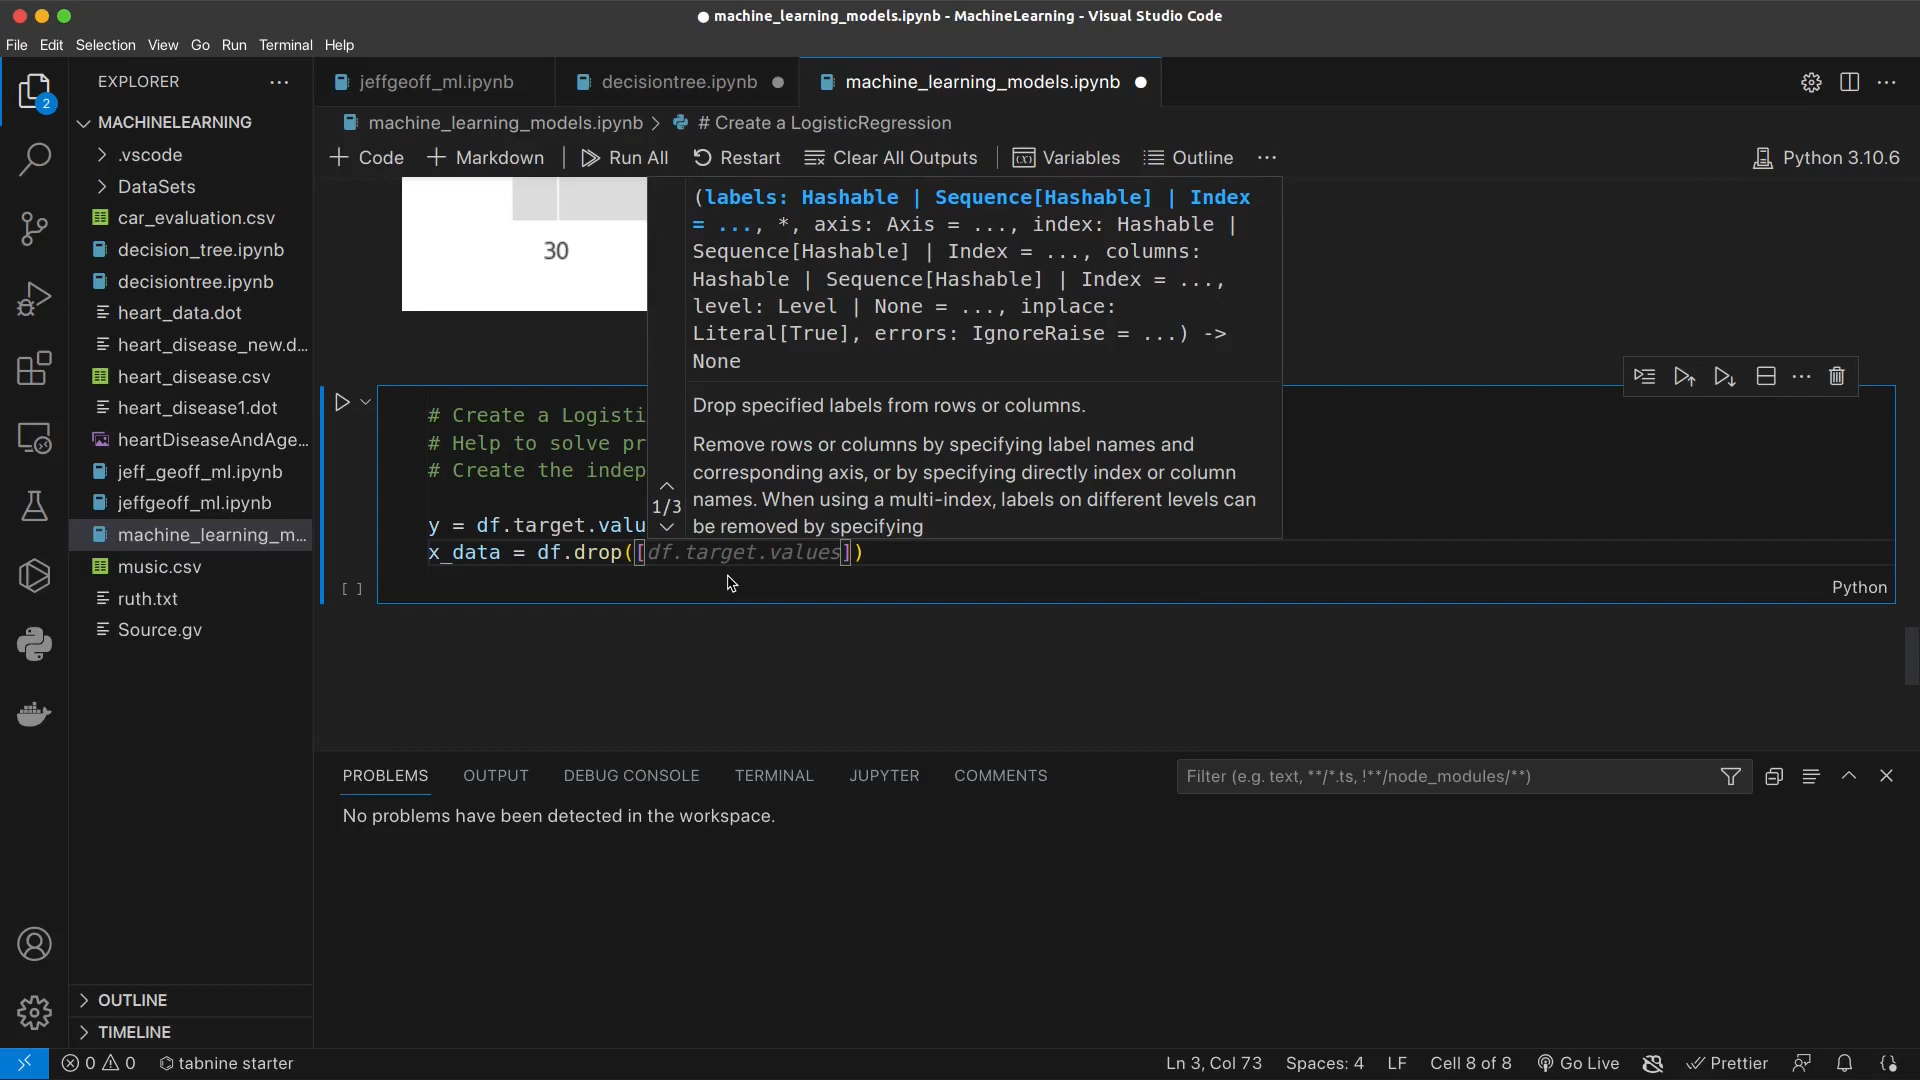 machine_learning_models.ipynb - MachineLearning - Visual Studio Code
File Edit Selection View Go Run Terminal Help
EXPLORER
2
MACHINELEARNING
.vscode
DataSets
car_evaluation.csv
decision_tree.ipynb
decisiontree.ipynb
heart_data.dot
heart_disease_new.d...
heart_disease.csv
heart_disease1.dot
heartDiseaseAndAge...
jeff_geoff_ml.ipynb
jeffgeoff_ml.ipynb
machine_learning_m...
music.csv
ruth.txt
Source.gv
OUTLINE
TIMELINE
jeffgeoff_ml.ipynb decisiontree.ipynb machine_learning_models.ipynb
machine_learning_models.ipynb > # Create a LogisticRegression
+ Code + Markdown Run All Restart Clear All Outputs (x) Variables Outline ... Python 3.10.6
30
(labels: Hashable | Sequence[Hashable] | Index
= ..., *, axis: Axis = ..., index: Hashable |
Sequence[Hashable] | Index = ..., columns:
Hashable | Sequence[Hashable] | Index = ...,
level: Level | None = ..., inplace:
Literal[True], errors: IgnoreRaise = ...) ->
None
Drop specified labels from rows or columns.
Remove rows or columns by specifying label names and
corresponding axis, or by specifying directly index or column
names. When using a multi-index, labels on different levels can
be removed by specifying
1/3
# Create a Logisti
# Help to solve pr
# Create the indep
y = df.target.valu
x_data = df.drop([df.target.values])
[ ]
Python
PROBLEMS OUTPUT DEBUG CONSOLE TERMINAL JUPYTER COMMENTS
Filter (e.g. text, **/*.ts, !**/node_modules/**)
No problems have been detected in the workspace.
0 0 tabnine starter Ln 3, Col 73 Spaces: 4 LF Cell 8 of 8 Go Live Prettier